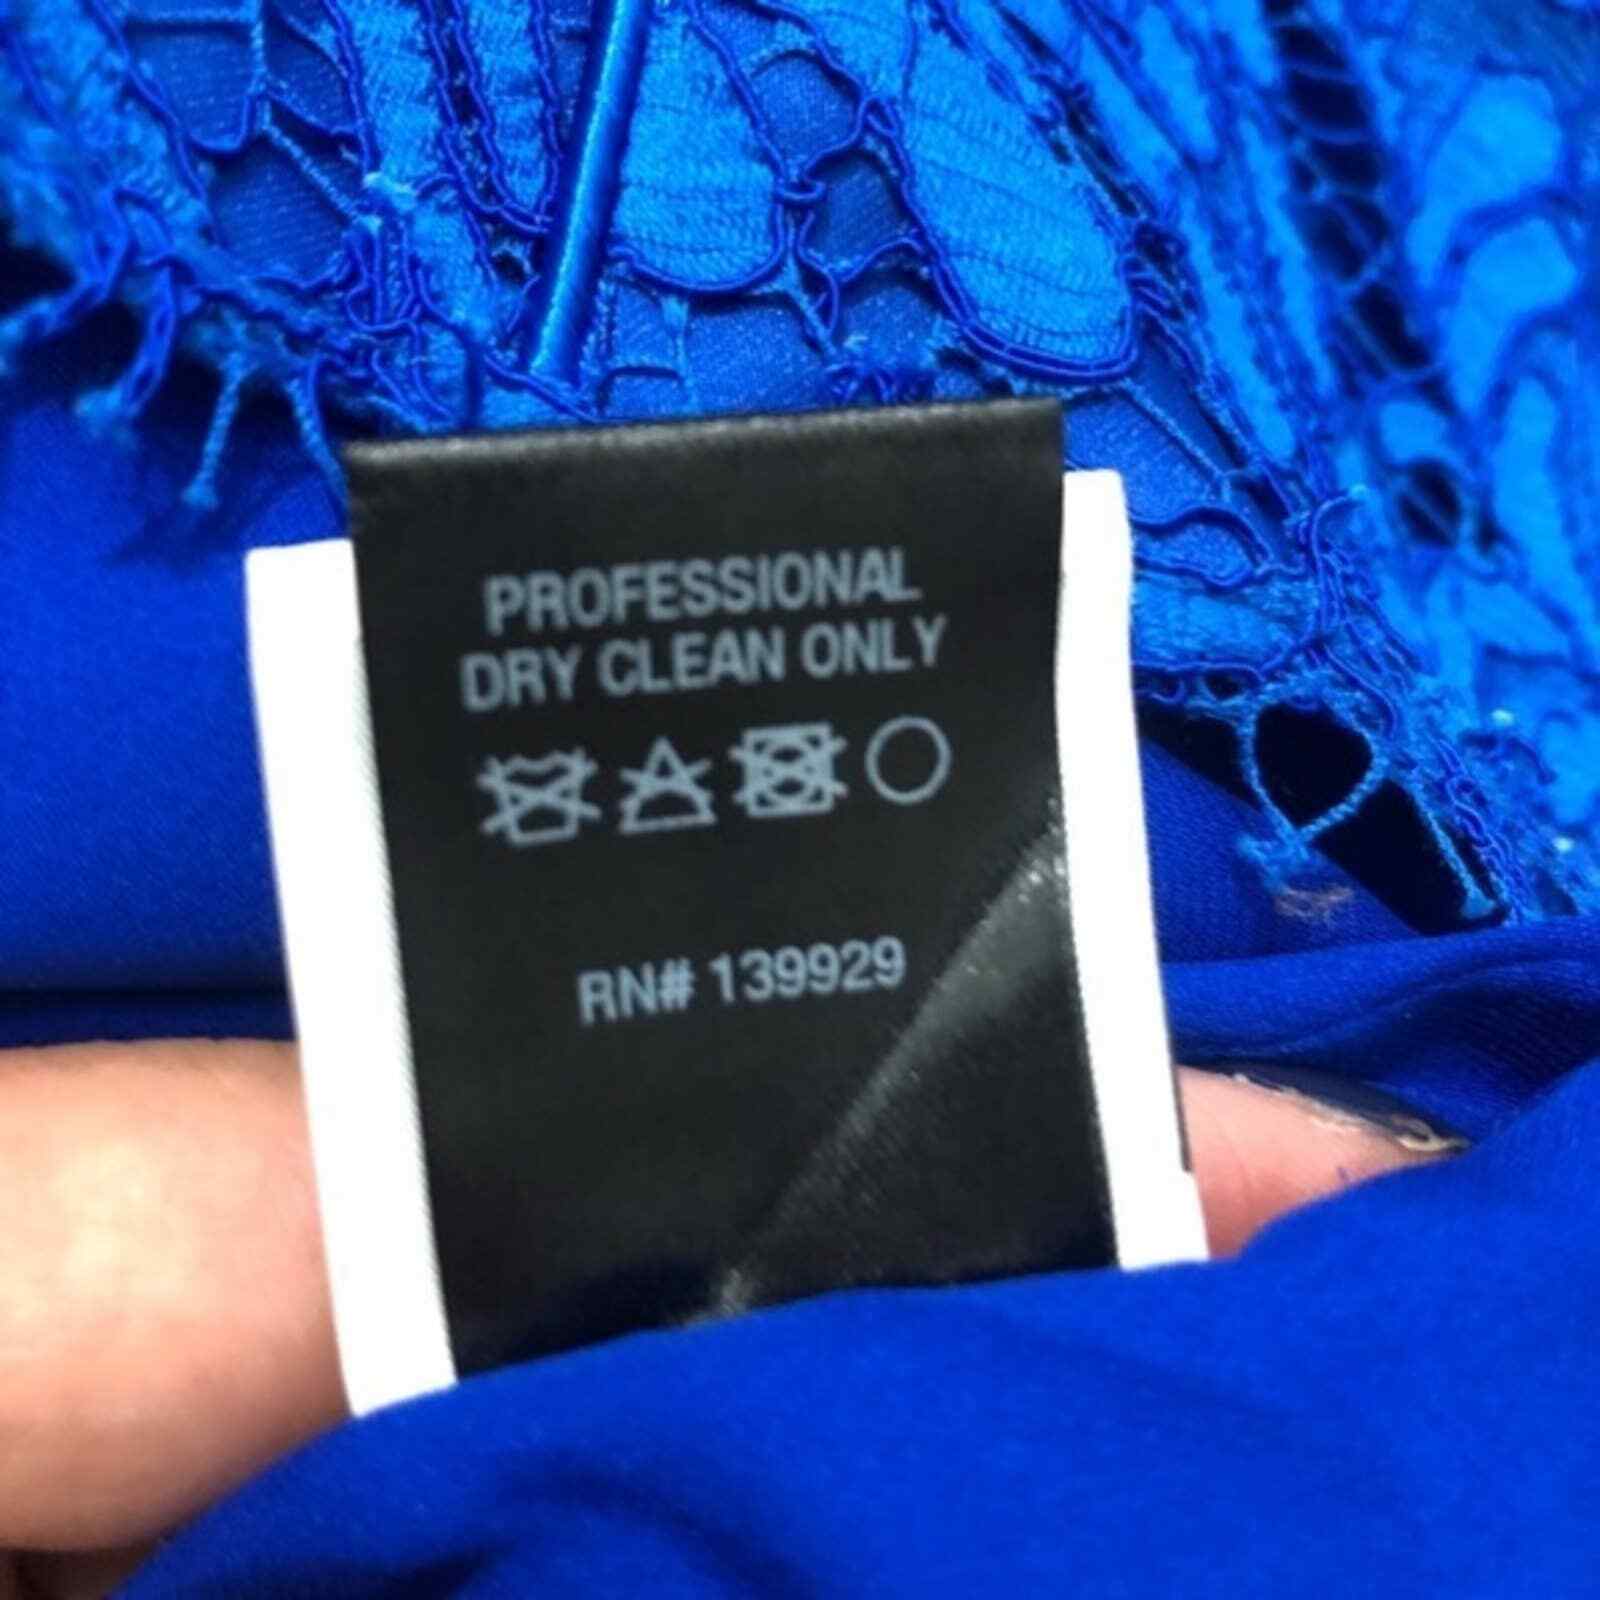 PROFESSIONAL
DRY CLEAN ONLY
RN# 139929